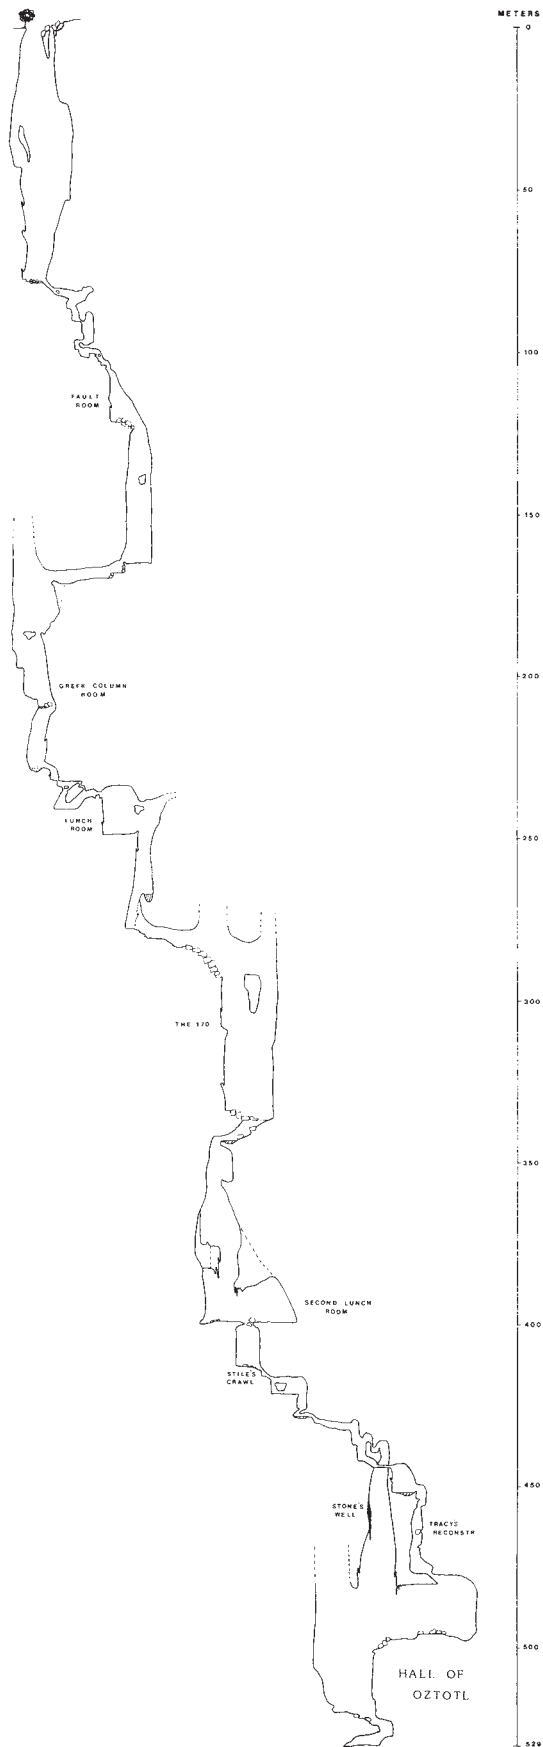 METERS
0
50
100
FAULT
ROOM
150
200
GREEK COLUMN
ROOM
LUNCH
ROOM
250
300
THE 170
350
SECOND LUNCH
ROOM
400
STILE'S
CRAWL
450
STONE'S
WELL
TRACY'S
RECONSTR
500
HALL OF
OZTOTL
529